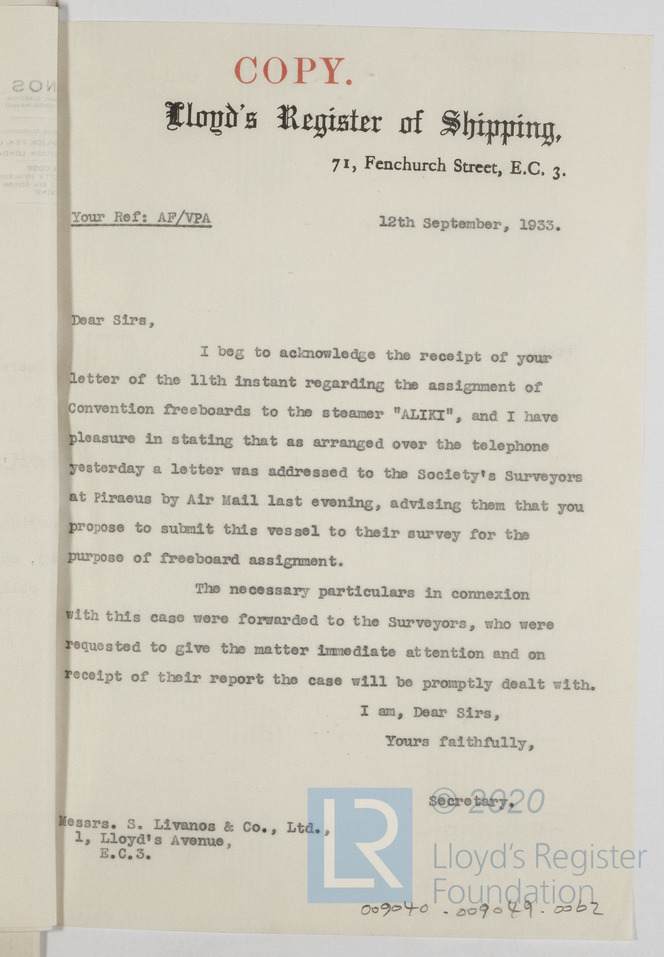 COPY.
Lloyd's Register of Shipping,
71, Fenchurch Street, E.C. 3.
Your Ref: AF/VPA
12th September, 1933.
Dear Sirs,
I beg to acknowledge the receipt of your
letter of the 11th instant regarding the assignment of
Convention freeboards to the steamer "ALIKI", and I have
pleasure in stating that as arranged over the telephone
yesterday a letter was addressed to the Society's Surveyors
at Piraeus by Air Mail last evening, advising them that you
propose to submit this vessel to their survey for the
purpose of freeboard assignment.
The necessary particulars in connexion
with this case were forwarded to the Surveyors, who were
requested to give the matter immediate attention and on
receipt of their report the case will be promptly dealt with.
I am, Dear Sirs,
Yours faithfully,
Secretary.
Messrs. S. Livanos & Co., Ltd.,
1, Lloyd's Avenue,
E.C.3.
© 2020
LR
Lloyd's Register
Foundation
009040 - 009049 - 0062